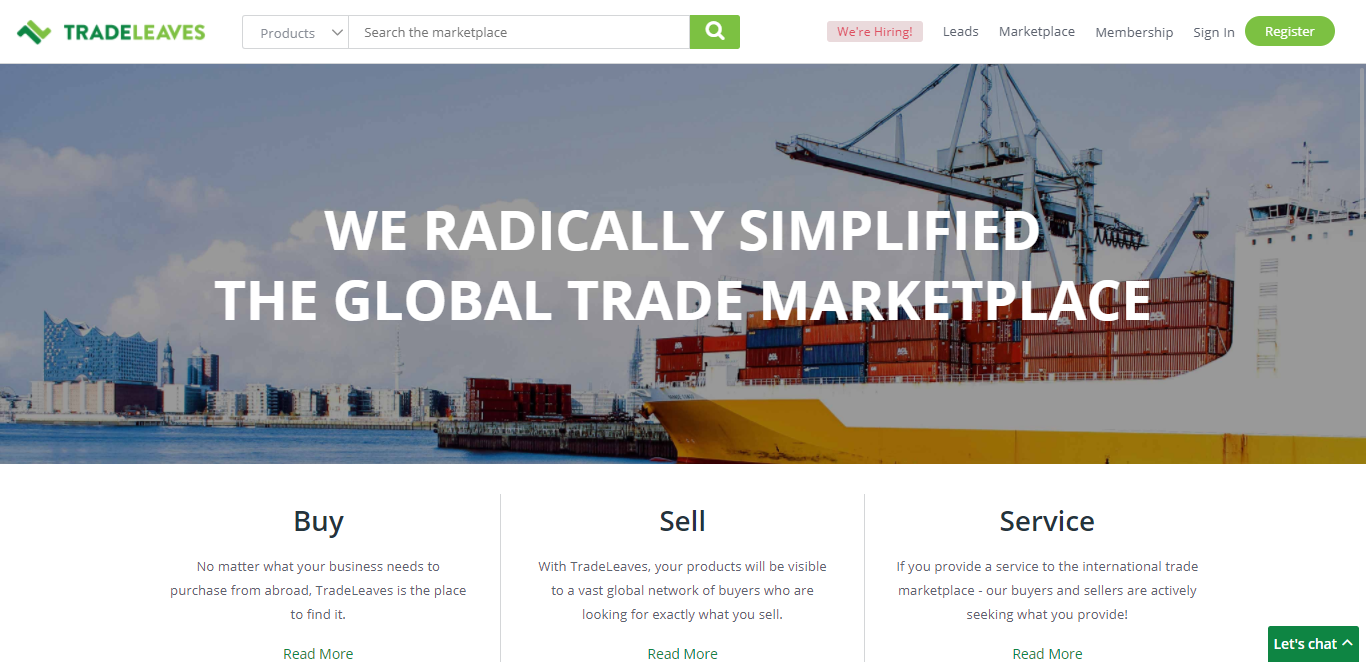 TRADELEAVES
Products
Search the marketplace
We're Hiring!
Leads
Marketplace
Membership
Sign In
Register
WE RADICALLY SIMPLIFIED
THE GLOBAL TRADE MARKETPLACE
Buy
No matter what your business needs to
purchase from abroad, TradeLeaves is the place
to find it.
Read More
Sell
With TradeLeaves, your products will be visible
to a vast global network of buyers who are
looking for exactly what you sell.
Read More
Service
If you provide a service to the international trade
marketplace - our buyers and sellers are actively
seeking what you provide!
Read More
Let's chat